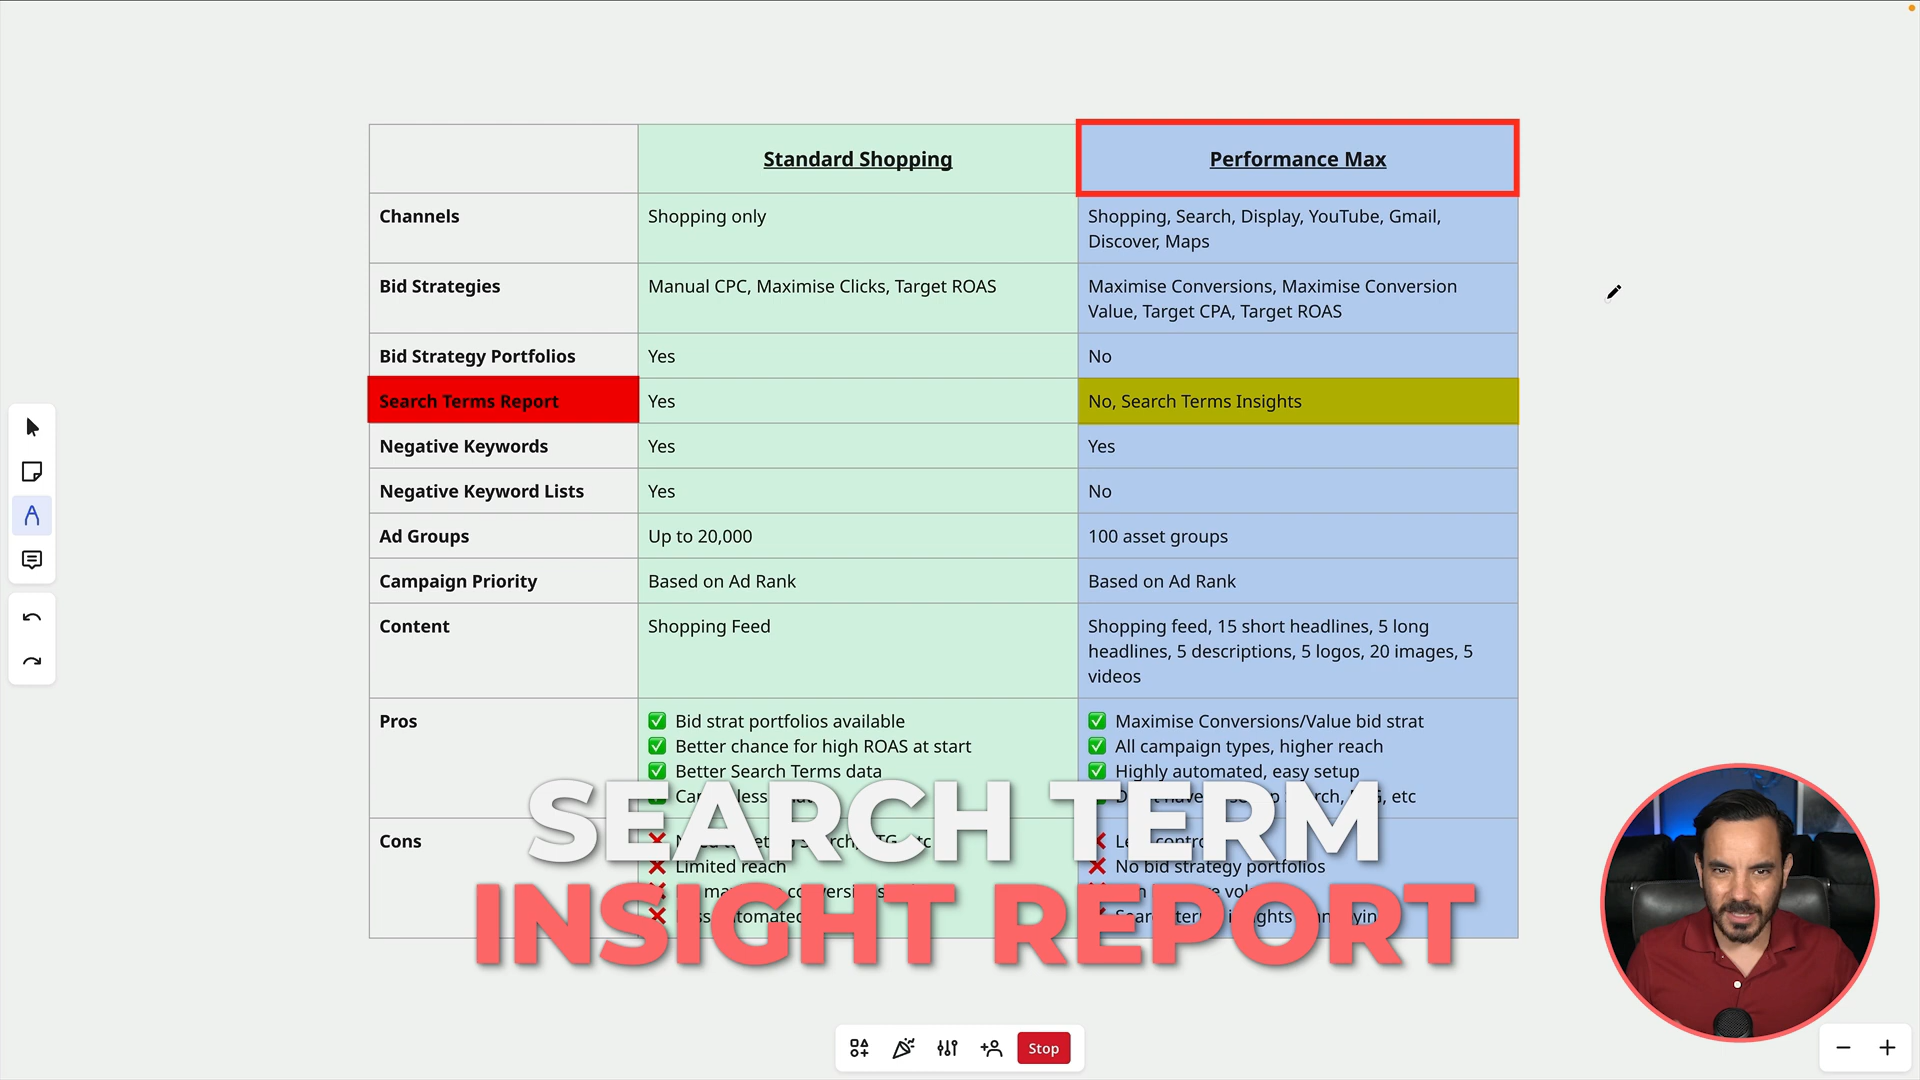 Standard Shopping
Performance Max
Channels
Shopping only
Shopping, Search, Display, YouTube, Gmail,
Discover, Maps
Bid Strategies
Manual CPC, Maximise Clicks, Target ROAS
Maximise Conversions, Maximise Conversion
Value, Target CPA, Target ROAS
Bid Strategy Portfolios
Yes
No
Search Terms Report
Yes
No, Search Terms Insights
Negative Keywords
Yes
Yes
Negative Keyword Lists
Yes
No
Ad Groups
Up to 20,000
100 asset groups
Campaign Priority
Based on Ad Rank
Based on Ad Rank
Content
Shopping Feed
Shopping feed, 15 short headlines, 5 long
headlines, 5 descriptions, 5 logos, 20 images, 5
videos
Pros
Bid strat portfolios available
Better chance for high ROAS at start
Better Search Terms data
Maximise Conversions/Value bid strat
All campaign types, higher reach
Highly automated, easy setup
Cons
Limited reach
No bid strategy portfolios
SEARCH TERM
INSIGHT REPORT
Stop